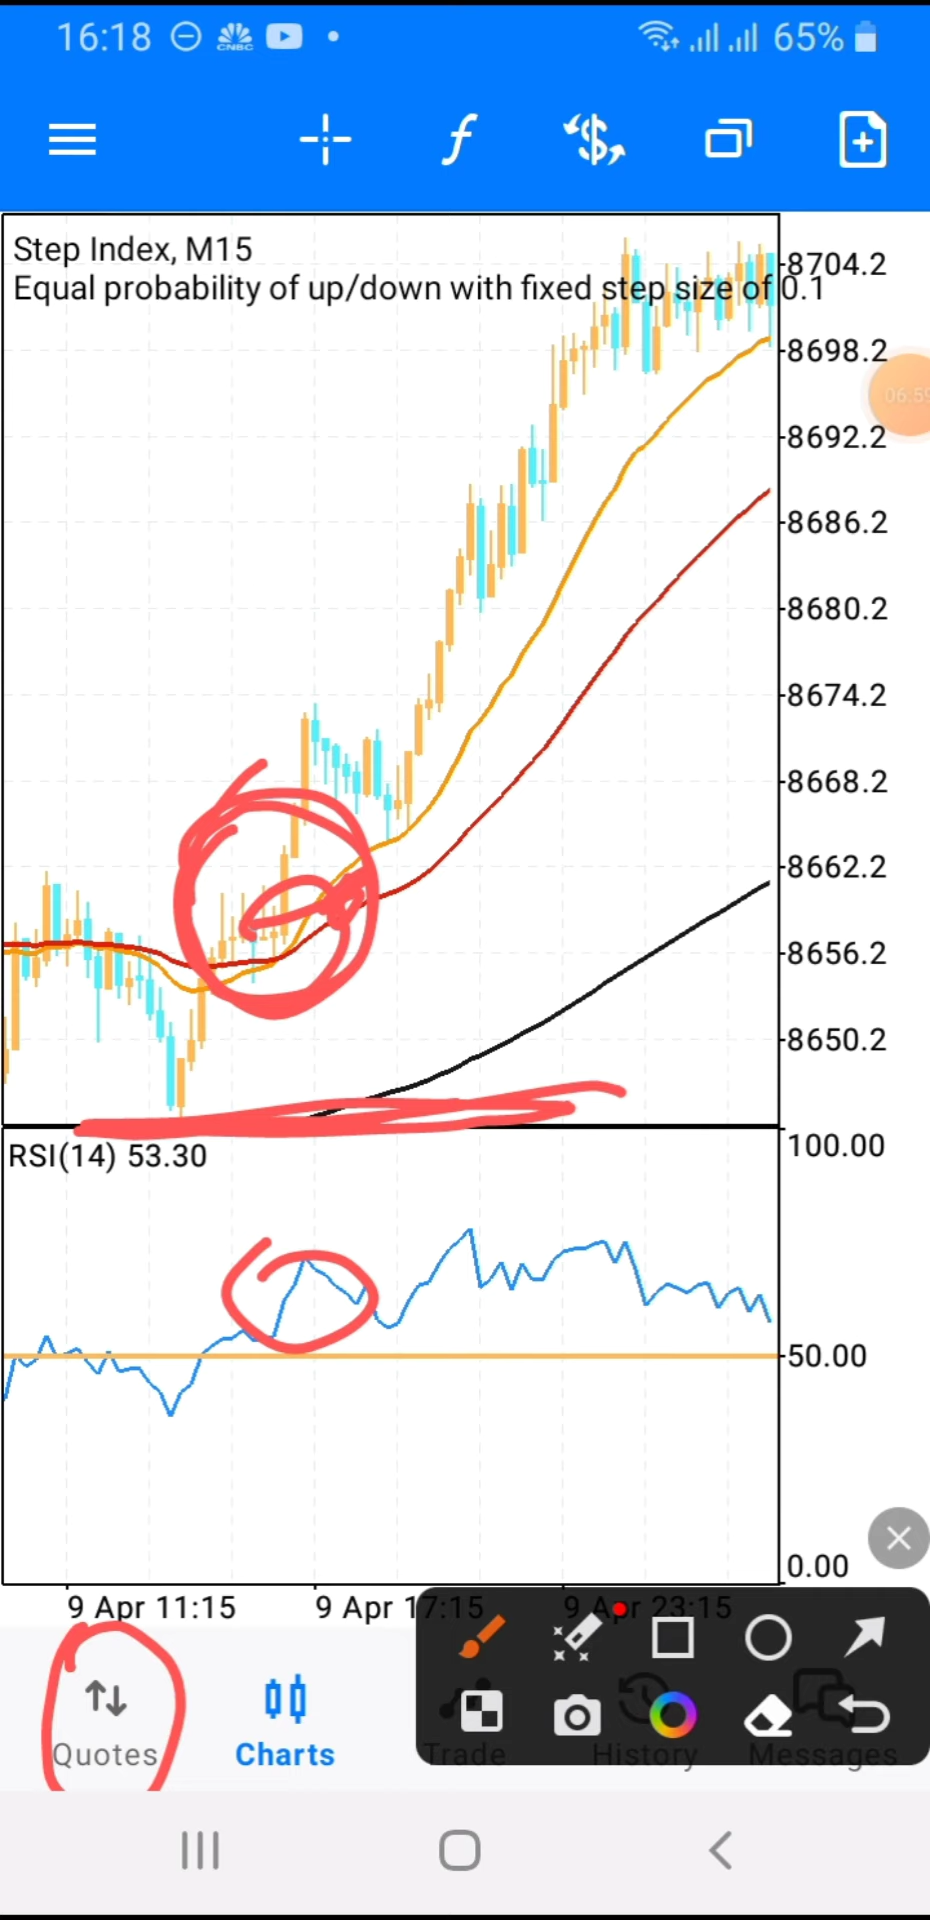 16:18 CNBC 65%
Step Index, M15
Equal probability of up/down with fixed step size of 0.1
8704.2
8698.2
06:59
8692.2
8686.2
8680.2
8674.2
8668.2
8662.2
8656.2
8650.2
RSI(14) 53.30
100.00
50.00
0.00
9 Apr 11:15 9 Apr 17:15 9 Apr 23:15
Quotes Charts Trade History Messages